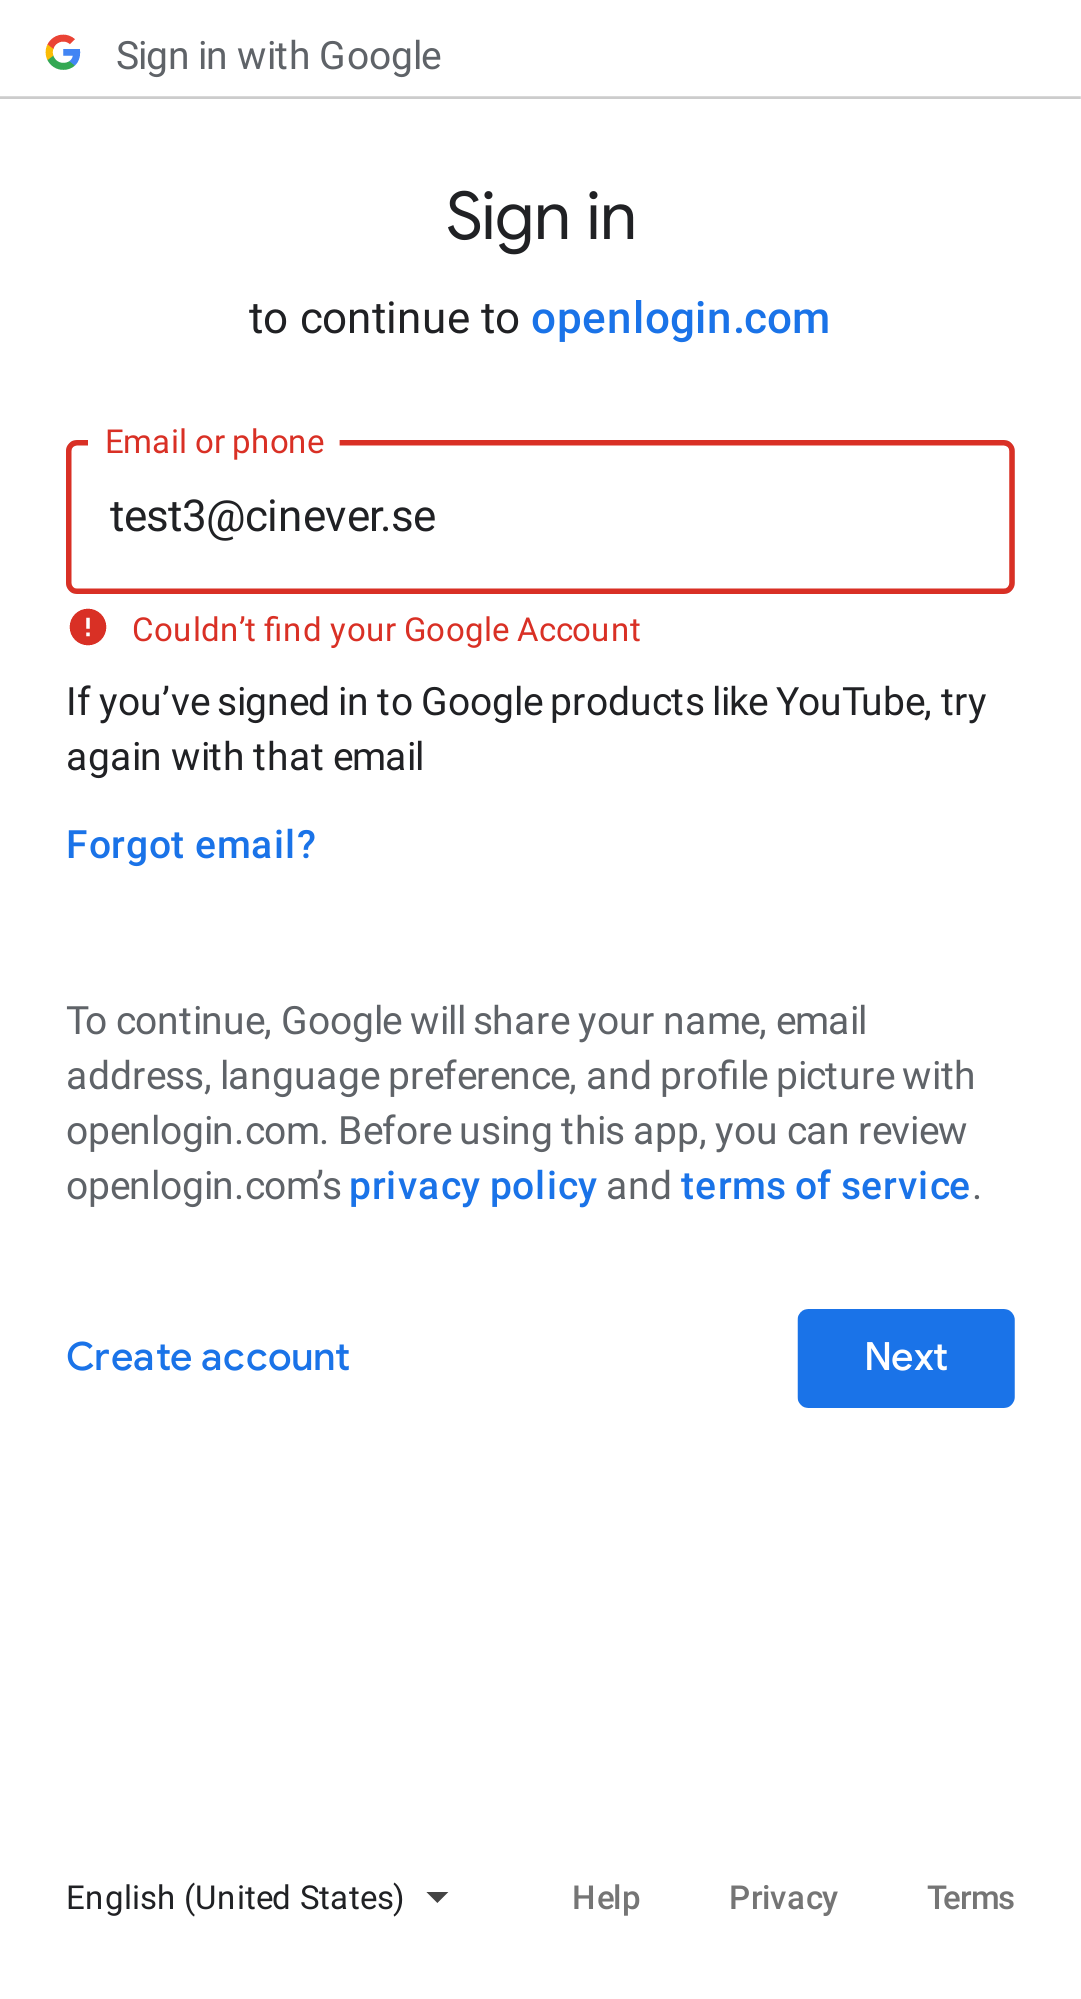 Sign in with Google
Sign in
to continue to openlogin.com
Email or phone
test3@cinever.se
Couldn’t find your Google Account
If you’ve signed in to Google products like YouTube, try
again with that email
Forgot email?
To continue, Google will share your name, email
address, language preference, and profile picture with
openlogin.com. Before using this app, you can review
openlogin.com’s privacy policy and terms of service.
Create account
Next
English (United States)
Help
Privacy
Terms